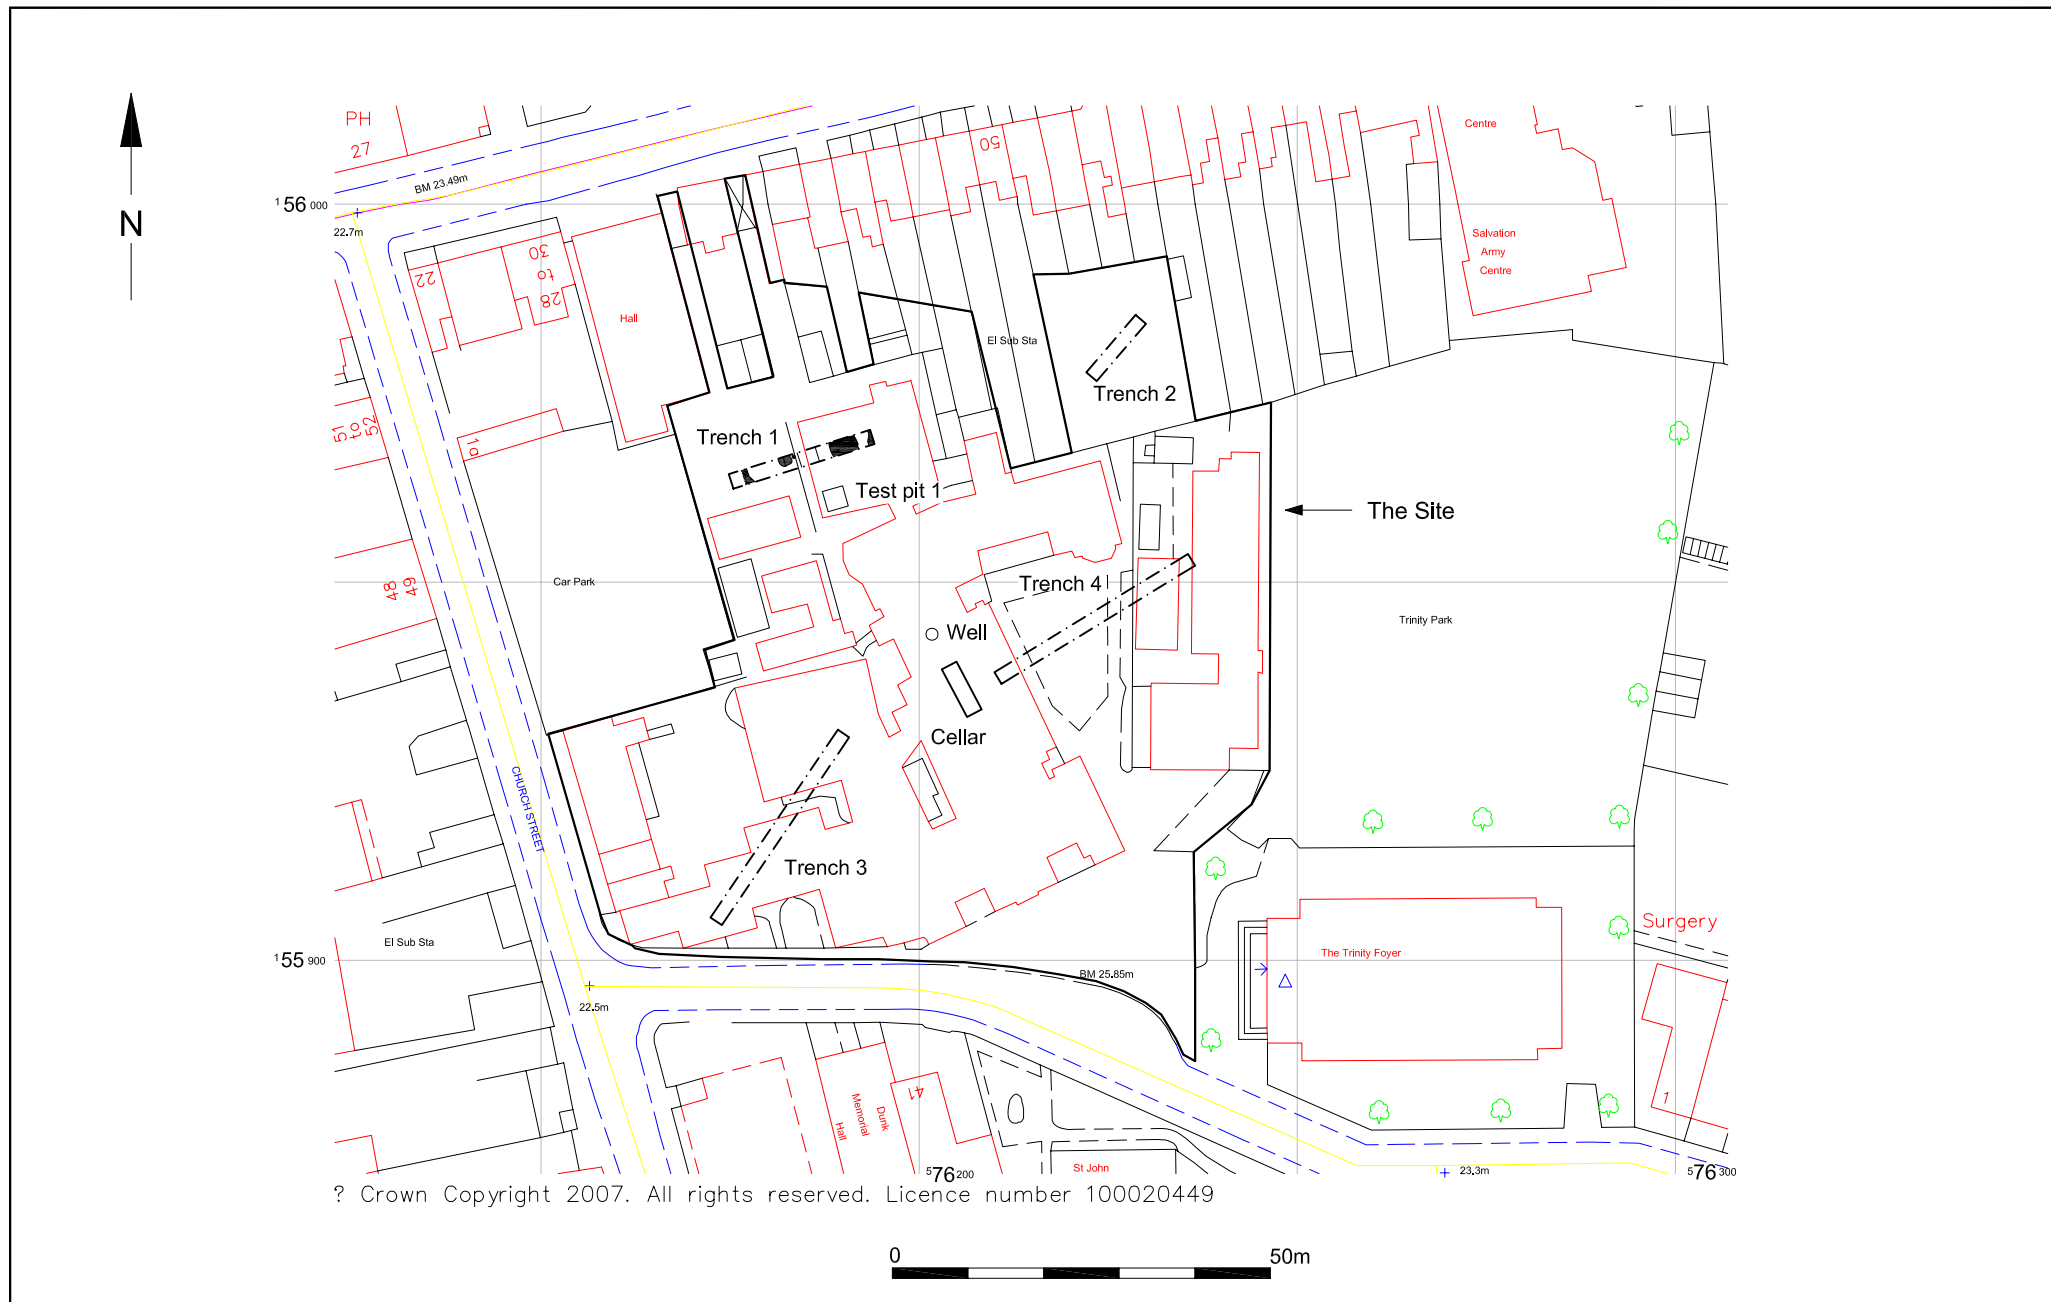 PH
27
BM 23.49m
50
Centre
¹56 000
N
22.7m
22
30
to
28
Hall
Salvation
Army
Centre
El Sub Sta
Trench 2
51
to
52
1a
Trench 1
Test pit 1
The Site
48
49
Car Park
Trench 4
Trinity Park
Well
Cellar
CHURCH STREET
Trench 3
Surgery
El Sub Sta
The Trinity Foyer
¹55 900
BM 25.85m
22.5m
41
Dunk
Memorial
Hall
1
St John
⁵76 200
23.3m
⁵76 300
? Crown Copyright 2007. All rights reserved. Licence number 100020449
0
50m